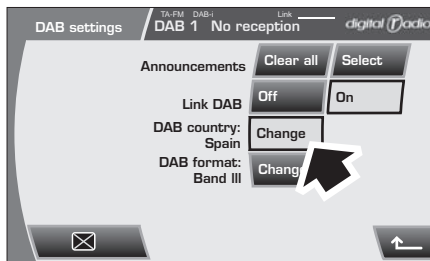 DAB settings
TA-FM DAB-i Link
DAB 1 No reception
digital radio
Announcements Clear all Select
Link DAB Off On
DAB country: Spain Change
DAB format: Band III